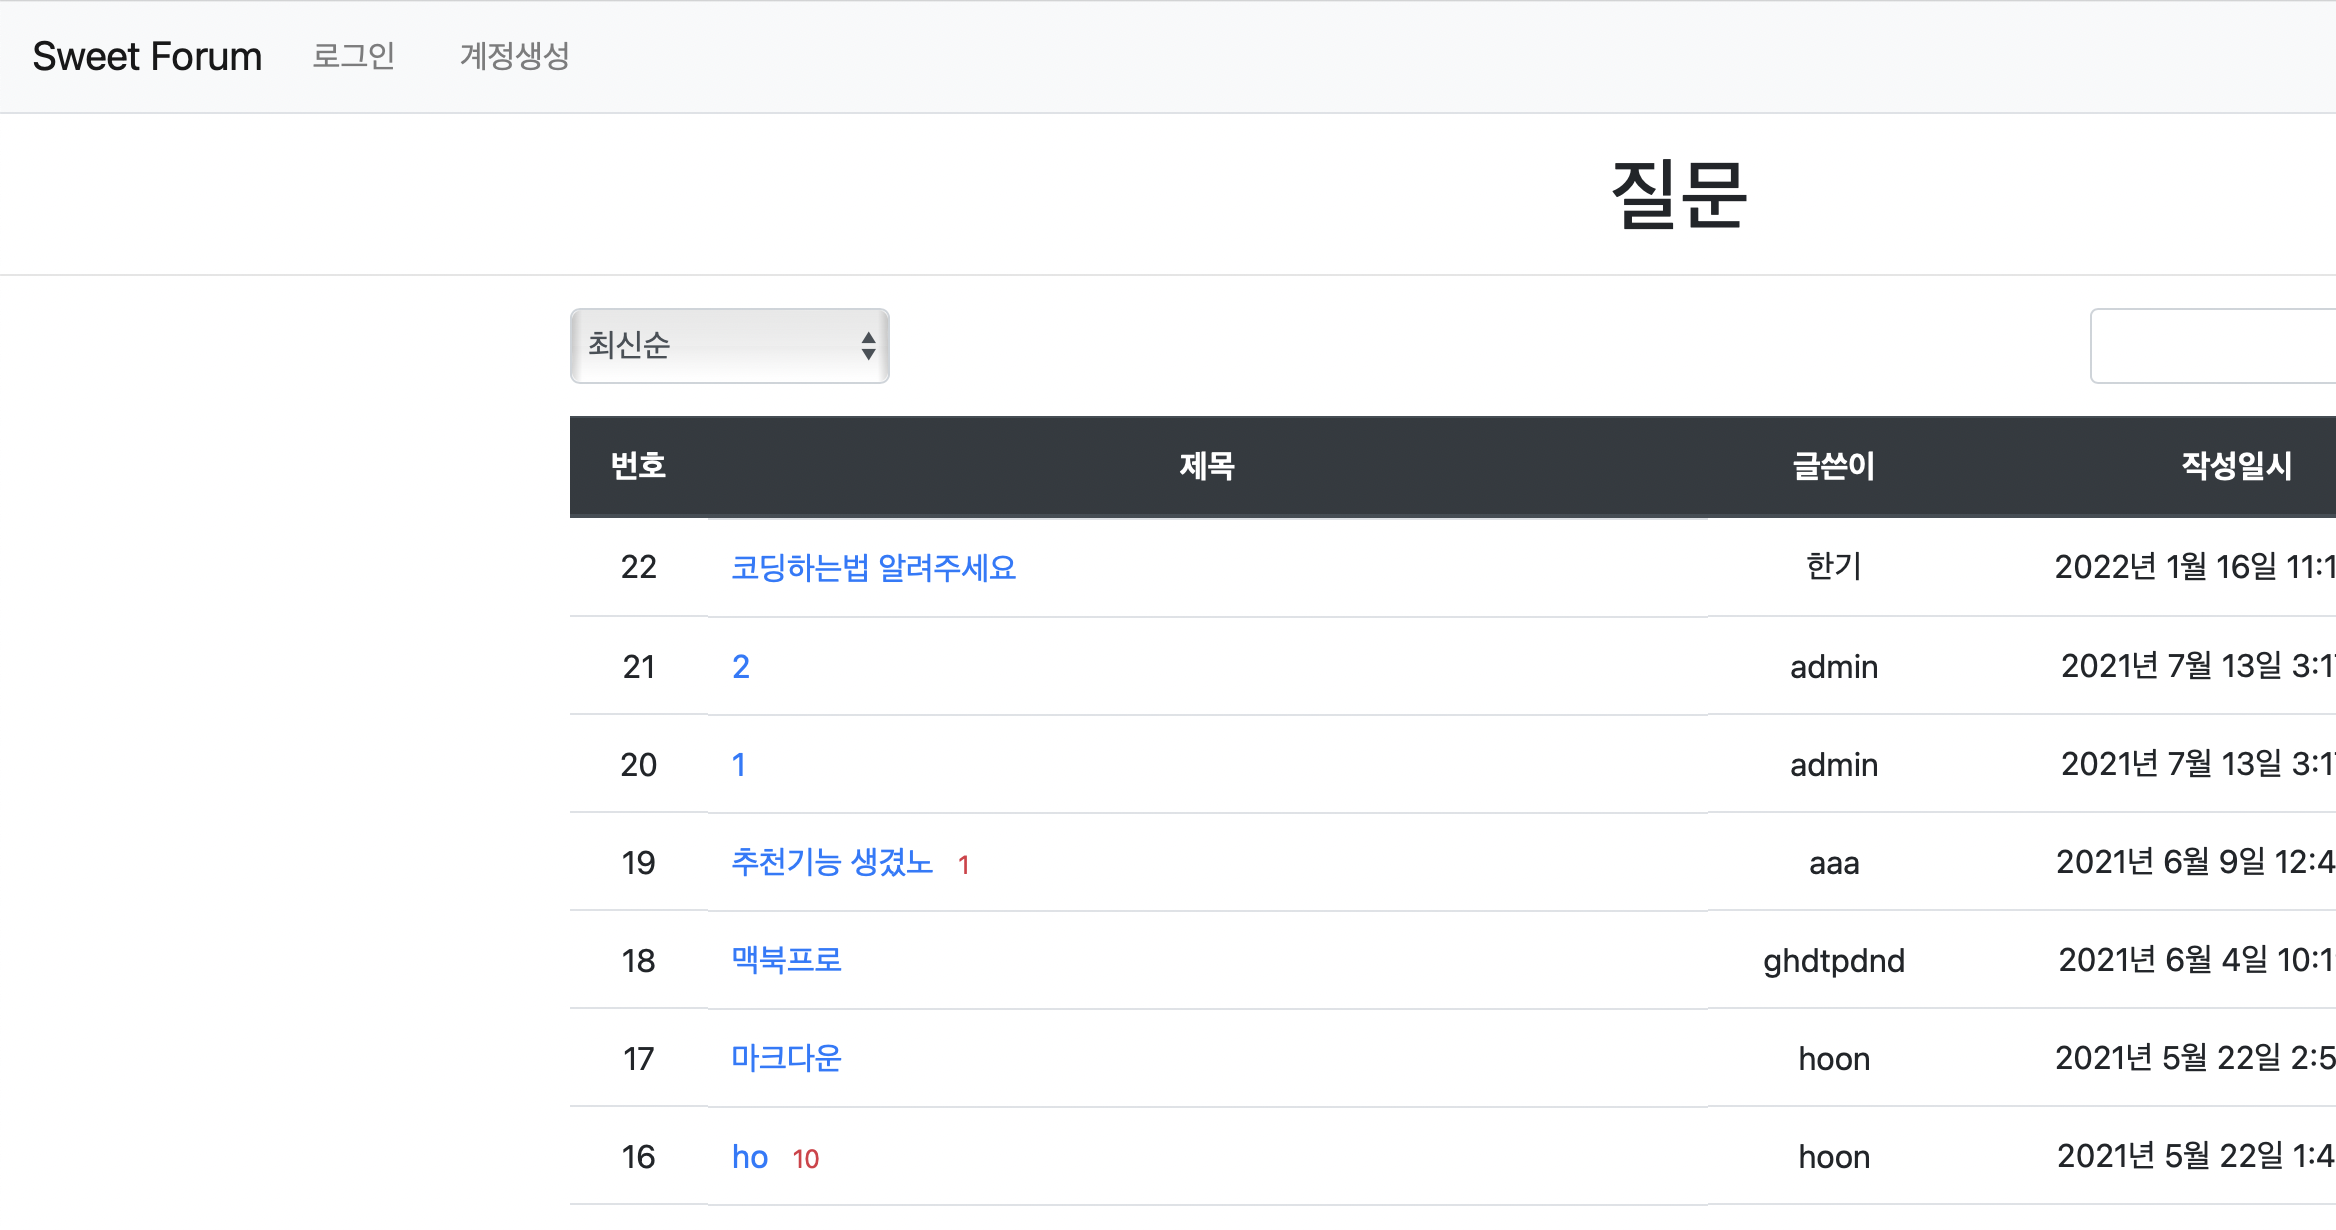 Sweet Forum 로그인 계정생성
질문
최신순
번호 제목 글쓴이 작성일시
22 코딩하는법 알려주세요 한기 2022년 1월 16일 11:1
21 2 admin 2021년 7월 13일 3:1
20 1 admin 2021년 7월 13일 3:1
19 추천기능 생겼노 1 aaa 2021년 6월 9일 12:4
18 맥북프로 ghdtpdnd 2021년 6월 4일 10:1
17 마크다운 hoon 2021년 5월 22일 2:5
16 ho 10 hoon 2021년 5월 22일 1:4